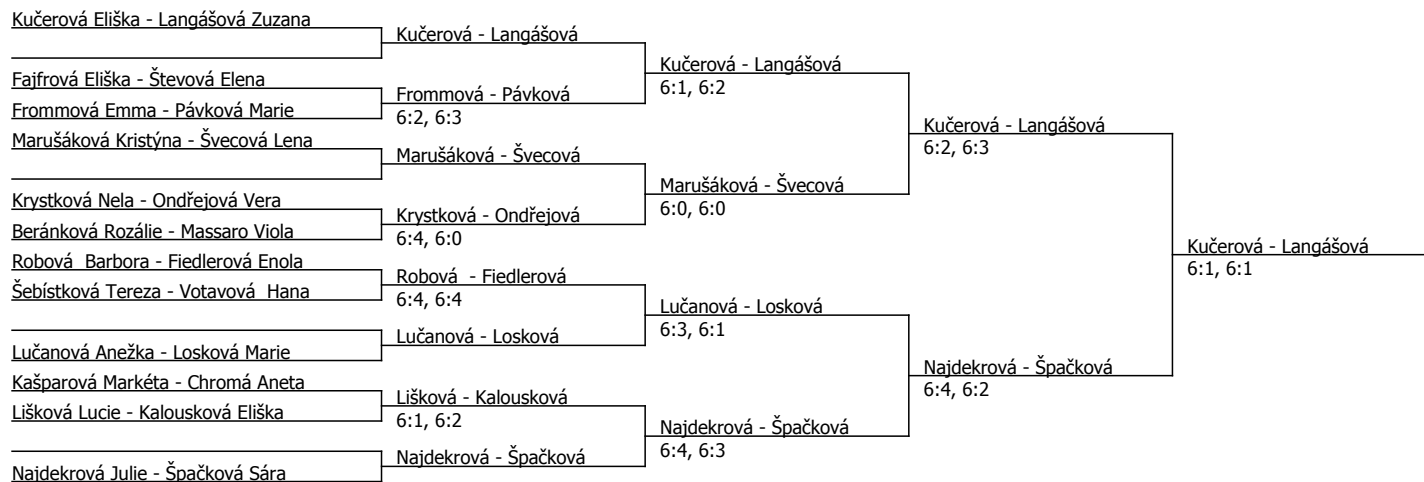 Kučerová Eliška - Langášová Zuzana
Fajfrová Eliška - Števová Elena
Frommová Emma - Pávková Marie
Marušáková Kristýna - Švecová Lena
Krystková Nela - Ondřejová Vera
Beránková Rozálie - Massaro Viola
Robová  Barbora - Fiedlerová Enola
Šebístková Tereza - Votavová  Hana
Lučanová Anežka - Losková Marie
Kašparová Markéta - Chromá Aneta
Lišková Lucie - Kalousková Eliška
Najdekrová Julie - Špačková Sára
Kučerová - Langášová
Frommová - Pávková
6:2, 6:3
Marušáková - Švecová
Krystková - Ondřejová
6:4, 6:0
Robová  - Fiedlerová
6:4, 6:4
Lučanová - Losková
Lišková - Kalousková
6:1, 6:2
Najdekrová - Špačková
Kučerová - Langášová
6:1, 6:2
Marušáková - Švecová
6:0, 6:0
Lučanová - Losková
6:3, 6:1
Najdekrová - Špačková
6:4, 6:3
Kučerová - Langášová
6:2, 6:3
Najdekrová - Špačková
6:4, 6:2
Kučerová - Langášová
6:1, 6:1